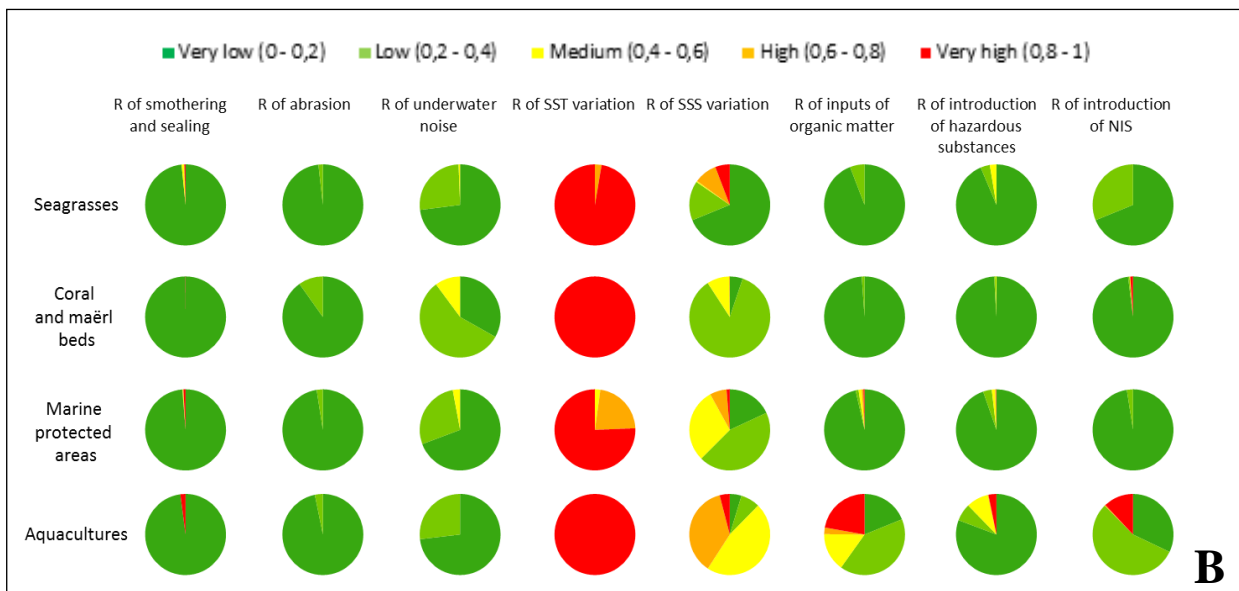 Very low (0 - 0,2) Low (0,2 - 0,4) Medium (0,4 - 0,6) High (0,6 - 0,8) Very high (0,8 - 1)
R of smothering and sealing
R of abrasion
R of underwater noise
R of SST variation
R of SSS variation
R of inputs of organic matter
R of introduction of hazardous substances
R of introduction of NIS
Seagrasses
Coral
and maërl
beds
Marine
protected
areas
Aquacultures
B